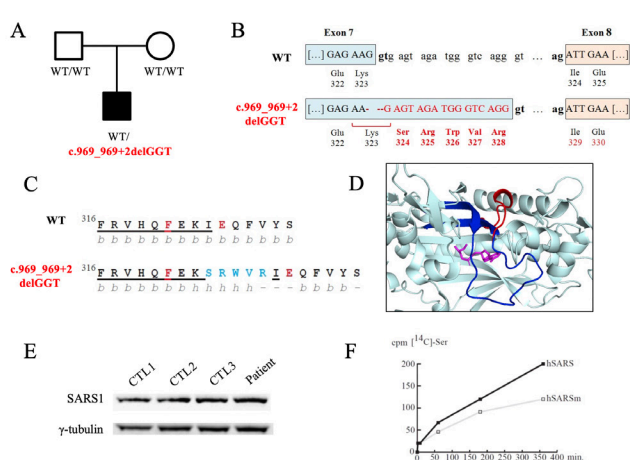 A
WT/WT WT/WT
WT/
c.969_969+2delGGT
B
Exon 7 Exon 8
WT [...] GAG AAG gtg agt aga tgg gtc agg gt ... ag ATT GAA [...]
Glu Lys Ile Glu
322 323 324 325
c.969_969+2 [...] GAG AA- --G AGT AGA TGG GTC AGG gt ... ag ATT GAA [...]
delGGT
Glu Lys Ser Arg Trp Val Arg Ile Glu
322 323 324 325 326 327 328 329 330
C
WT 316 F R V H Q F E K I E Q F V Y S
b b b b b b b b b b b b b b b
c.969_969+2 316 F R V H Q F E K S R W V R I E Q F V Y S
delGGT
D
E
CTL1 CTL2 CTL3 Patient
SARS1
γ-tubulin
F
cpm [14C]-Ser
200
150
100
50
0
0 50 100 150 200 250 300 350 400 min.
hSARS
hSARSm